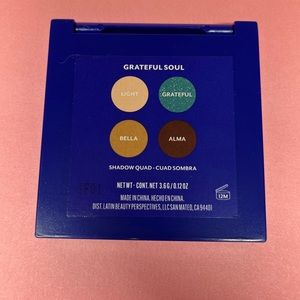 GRATEFUL SOUL
LIGHT GRATEFUL
BELLA ALMA
SHADOW QUAD · CUAD SOMBRA
NET WT · CONT. NET 3.6 G / 0.12 OZ
MADE IN CHINA. HECHO EN CHINA.
DIST. LATIN BEAUTY PERSPECTIVES, LLC SAN MATEO, CA 94401
12M